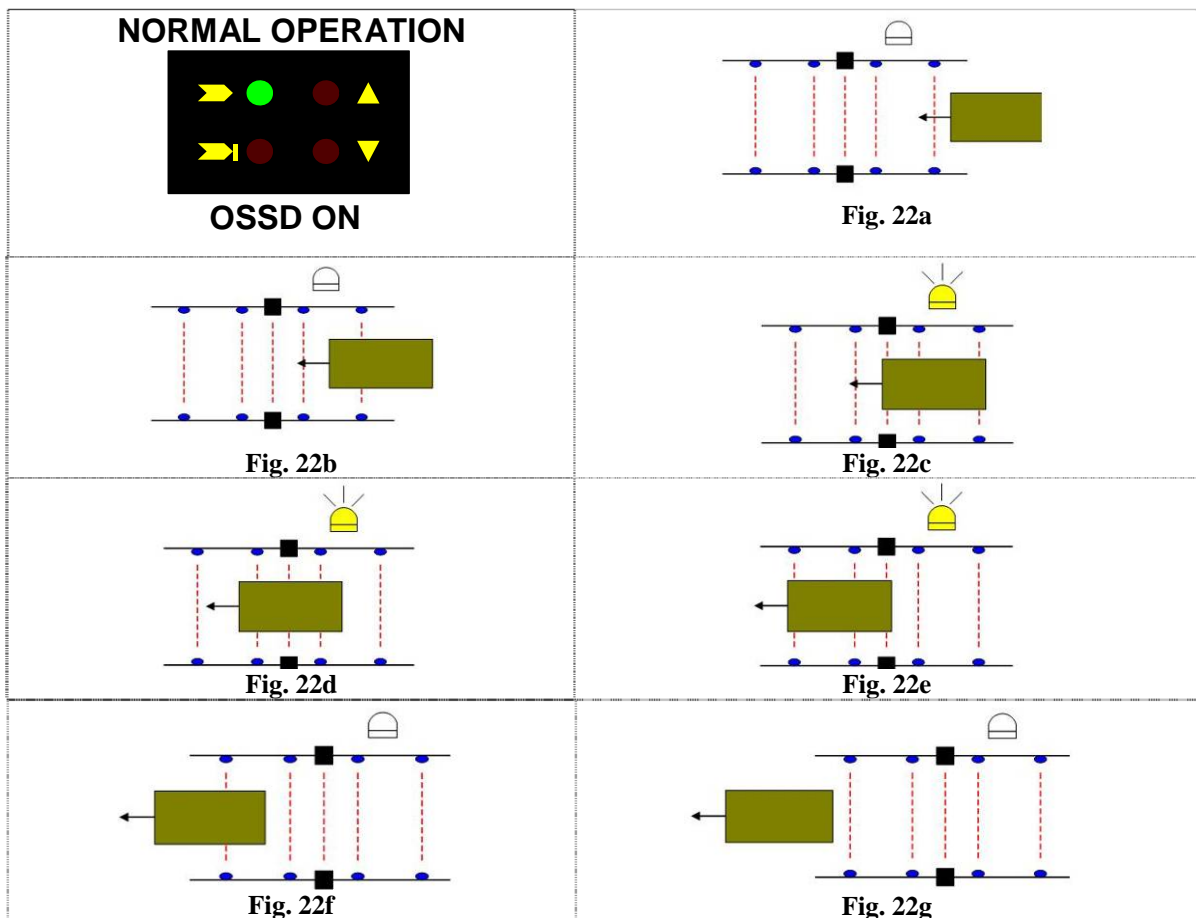 NORMAL OPERATION
OSSD ON
Fig. 22a
Fig. 22b
Fig. 22c
Fig. 22d
Fig. 22e
Fig. 22f
Fig. 22g